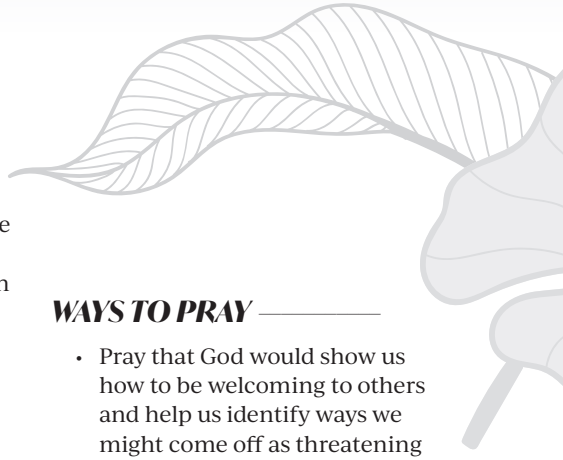 WAYS TO PRAY
• Pray that God would show us
how to be welcoming to others
and help us identify ways we
might come off as threatening